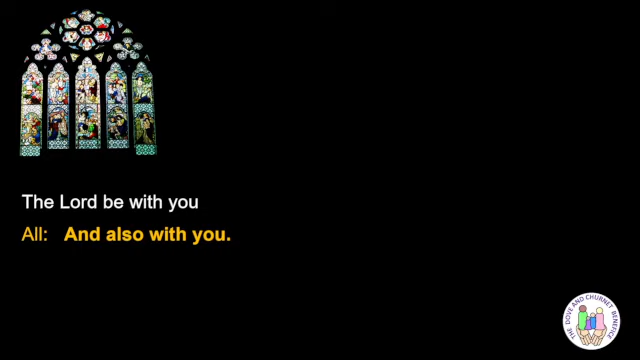 The Lord be with you
All: And also with you.
THE DOVE AND CHURNET BENEFICE